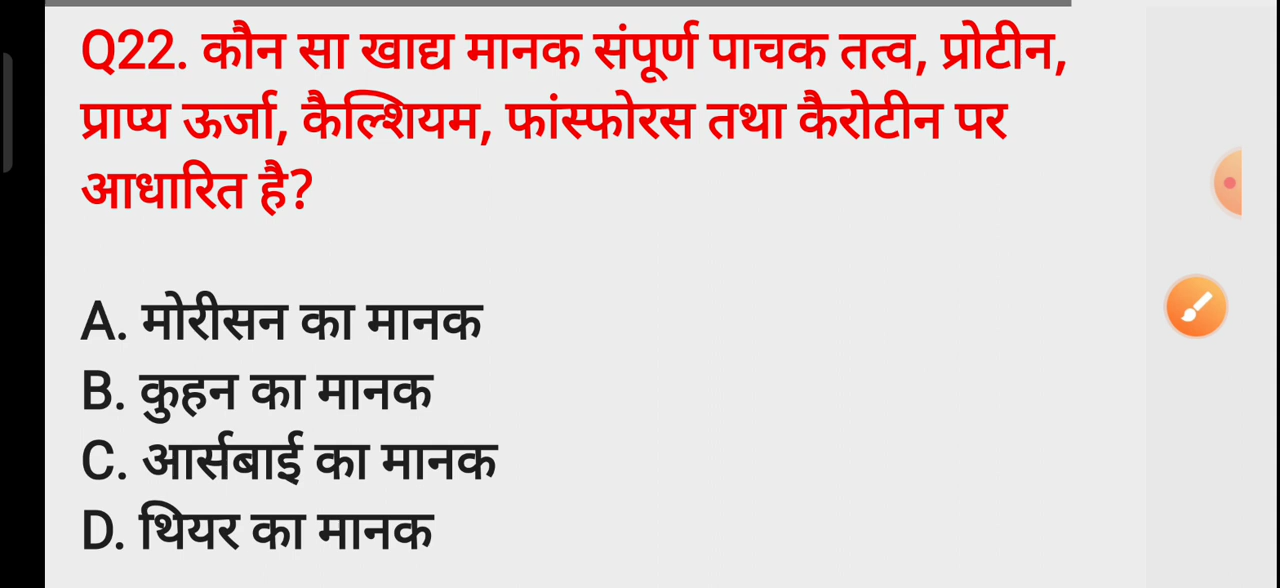 Q22. कौन सा खाद्य मानक संपूर्ण पाचक तत्व, प्रोटीन,
प्राप्य ऊर्जा, कैल्शियम, फांस्फोरस तथा कैरोटीन पर
आधारित है?
A. मोरीसन का मानक
B. कुहन का मानक
C. आर्सबाई का मानक
D. थियर का मानक